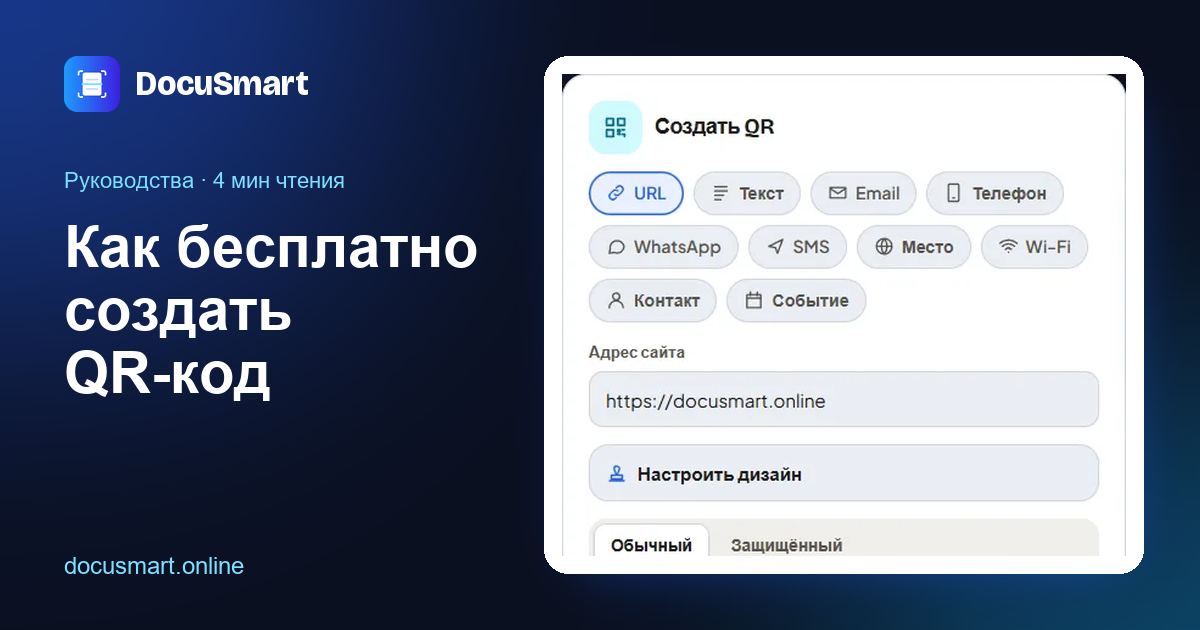 DocuSmart
Руководства · 4 мин чтения
Как бесплатно
создать
QR-код
docusmart.online
Создать QR
URL
Текст
Email
Телефон
WhatsApp
SMS
Место
Wi-Fi
Контакт
Событие
Адрес сайта
https://docusmart.online
Настроить дизайн
Обычный
Защищённый